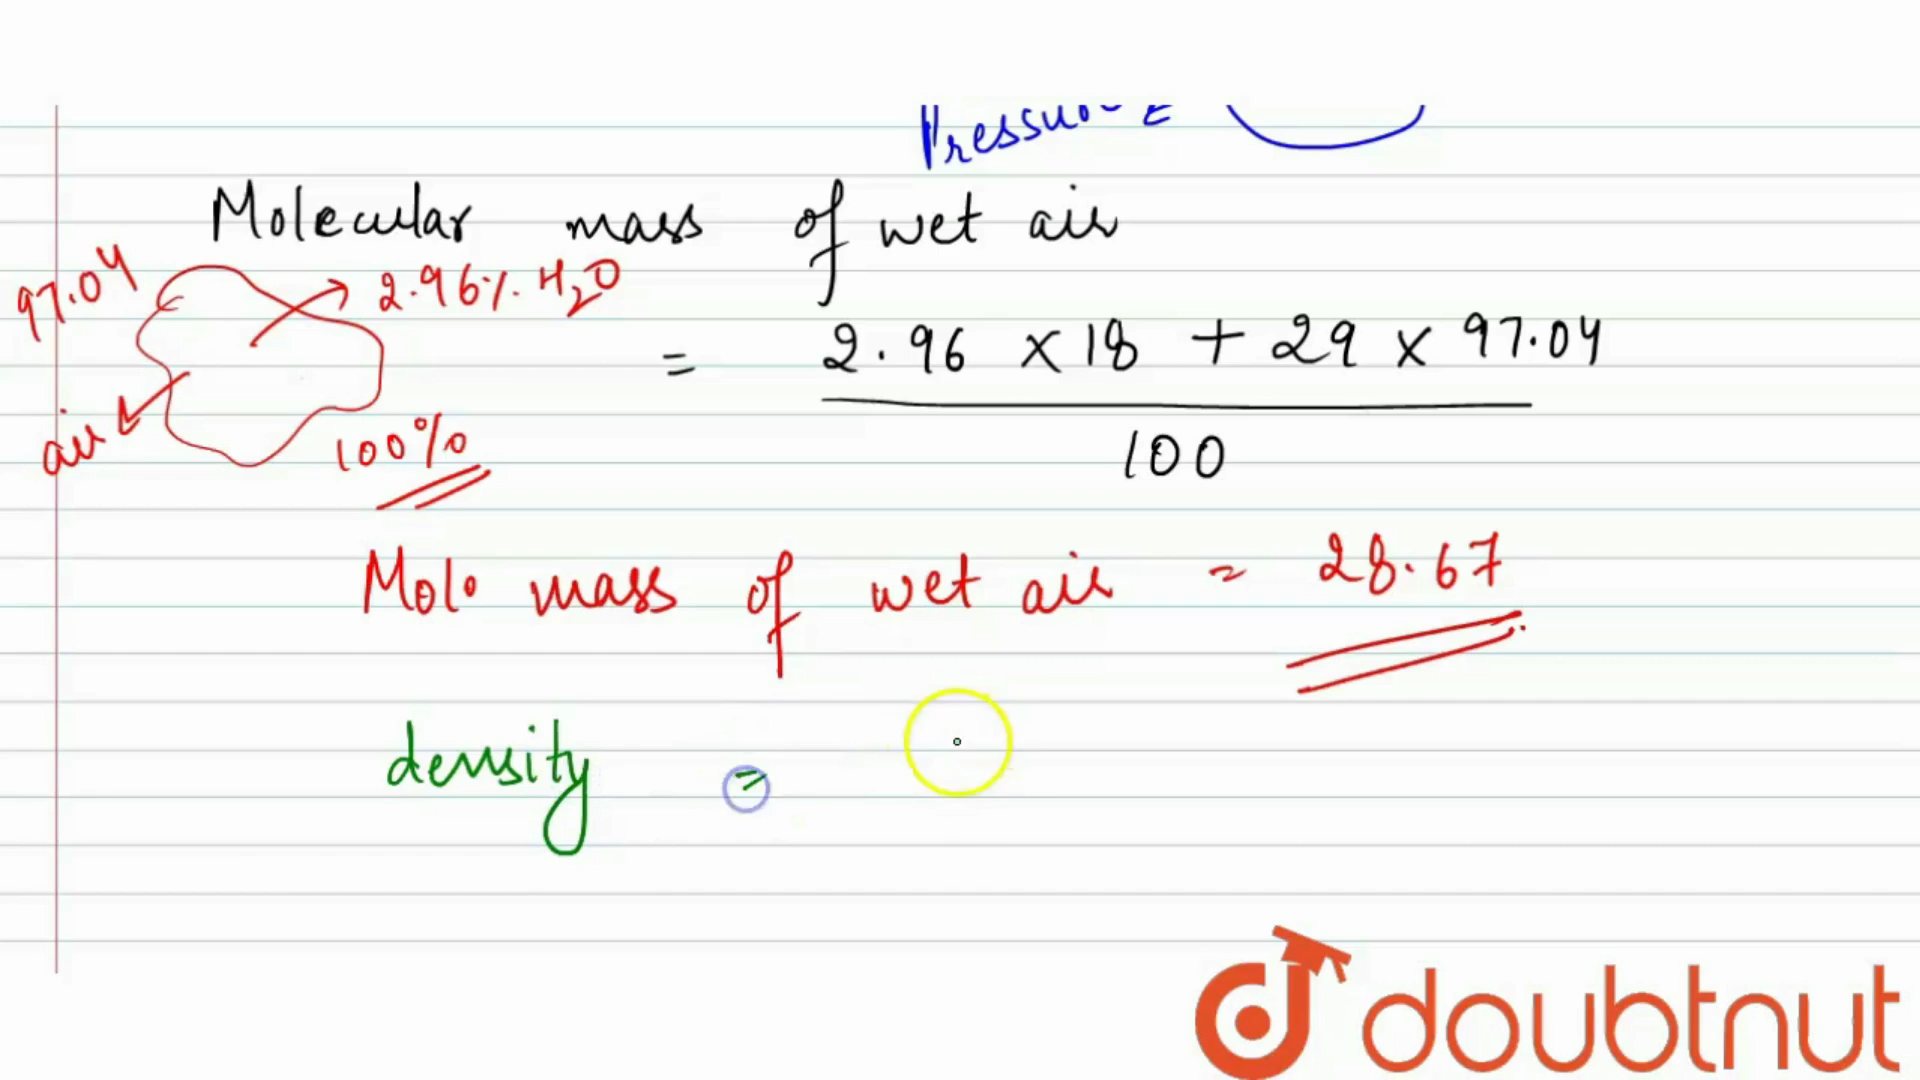 Pressure
Molecular mass of wet air
97.04
2.96% H2O
= 2.96 × 18 + 29 × 97.04
100
air
100%
Mol. mass of wet air = 28.67
density =
doubtnut